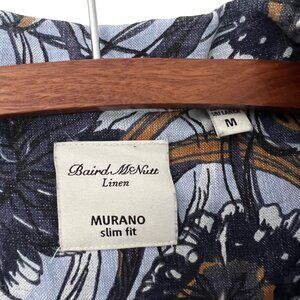 M
Baird McNutt
Linen
MURANO
slim fit